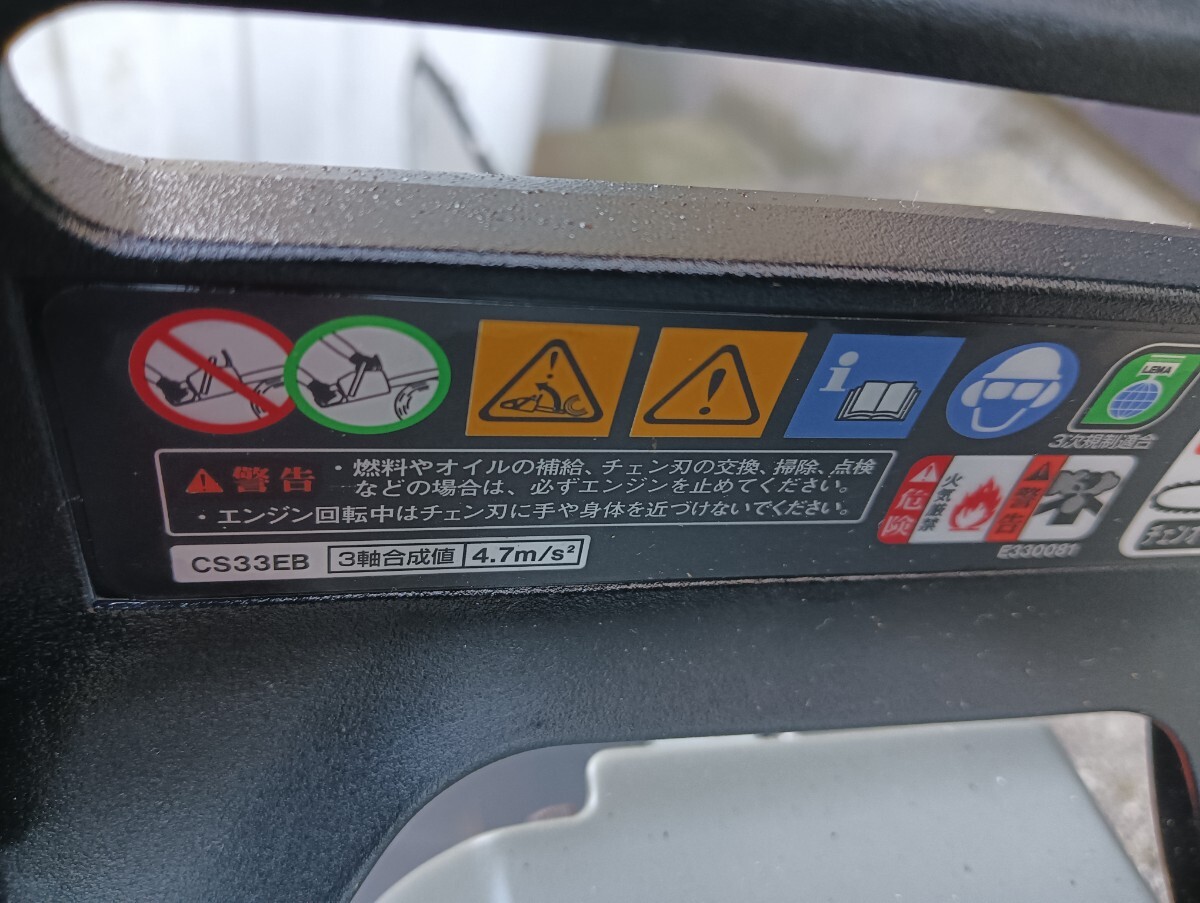 LEMA
3次規制適合
警告
・燃料やオイルの補給、チェン刃の交換、掃除、点検
などの場合は、必ずエンジンを止めてください。
・エンジン回転中はチェン刃に手や身体を近づけないでください。
危険
火気厳禁
警告
E330081
チェン
CS33EB
3軸合成値
4.7m/s²